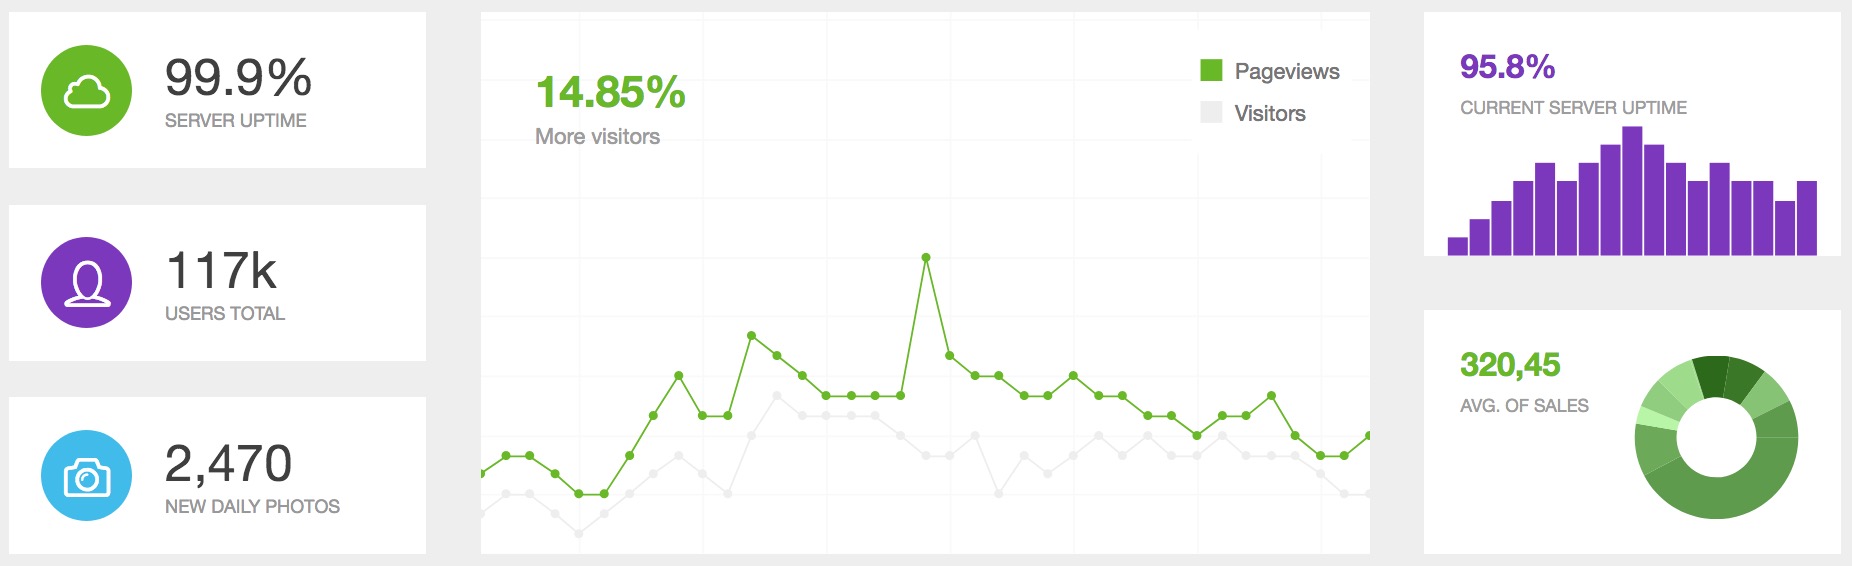 99.9%
SERVER UPTIME
117k
USERS TOTAL
2,470
NEW DAILY PHOTOS
14.85%
More visitors
Pageviews
Visitors
95.8%
CURRENT SERVER UPTIME
320,45
AVG. OF SALES